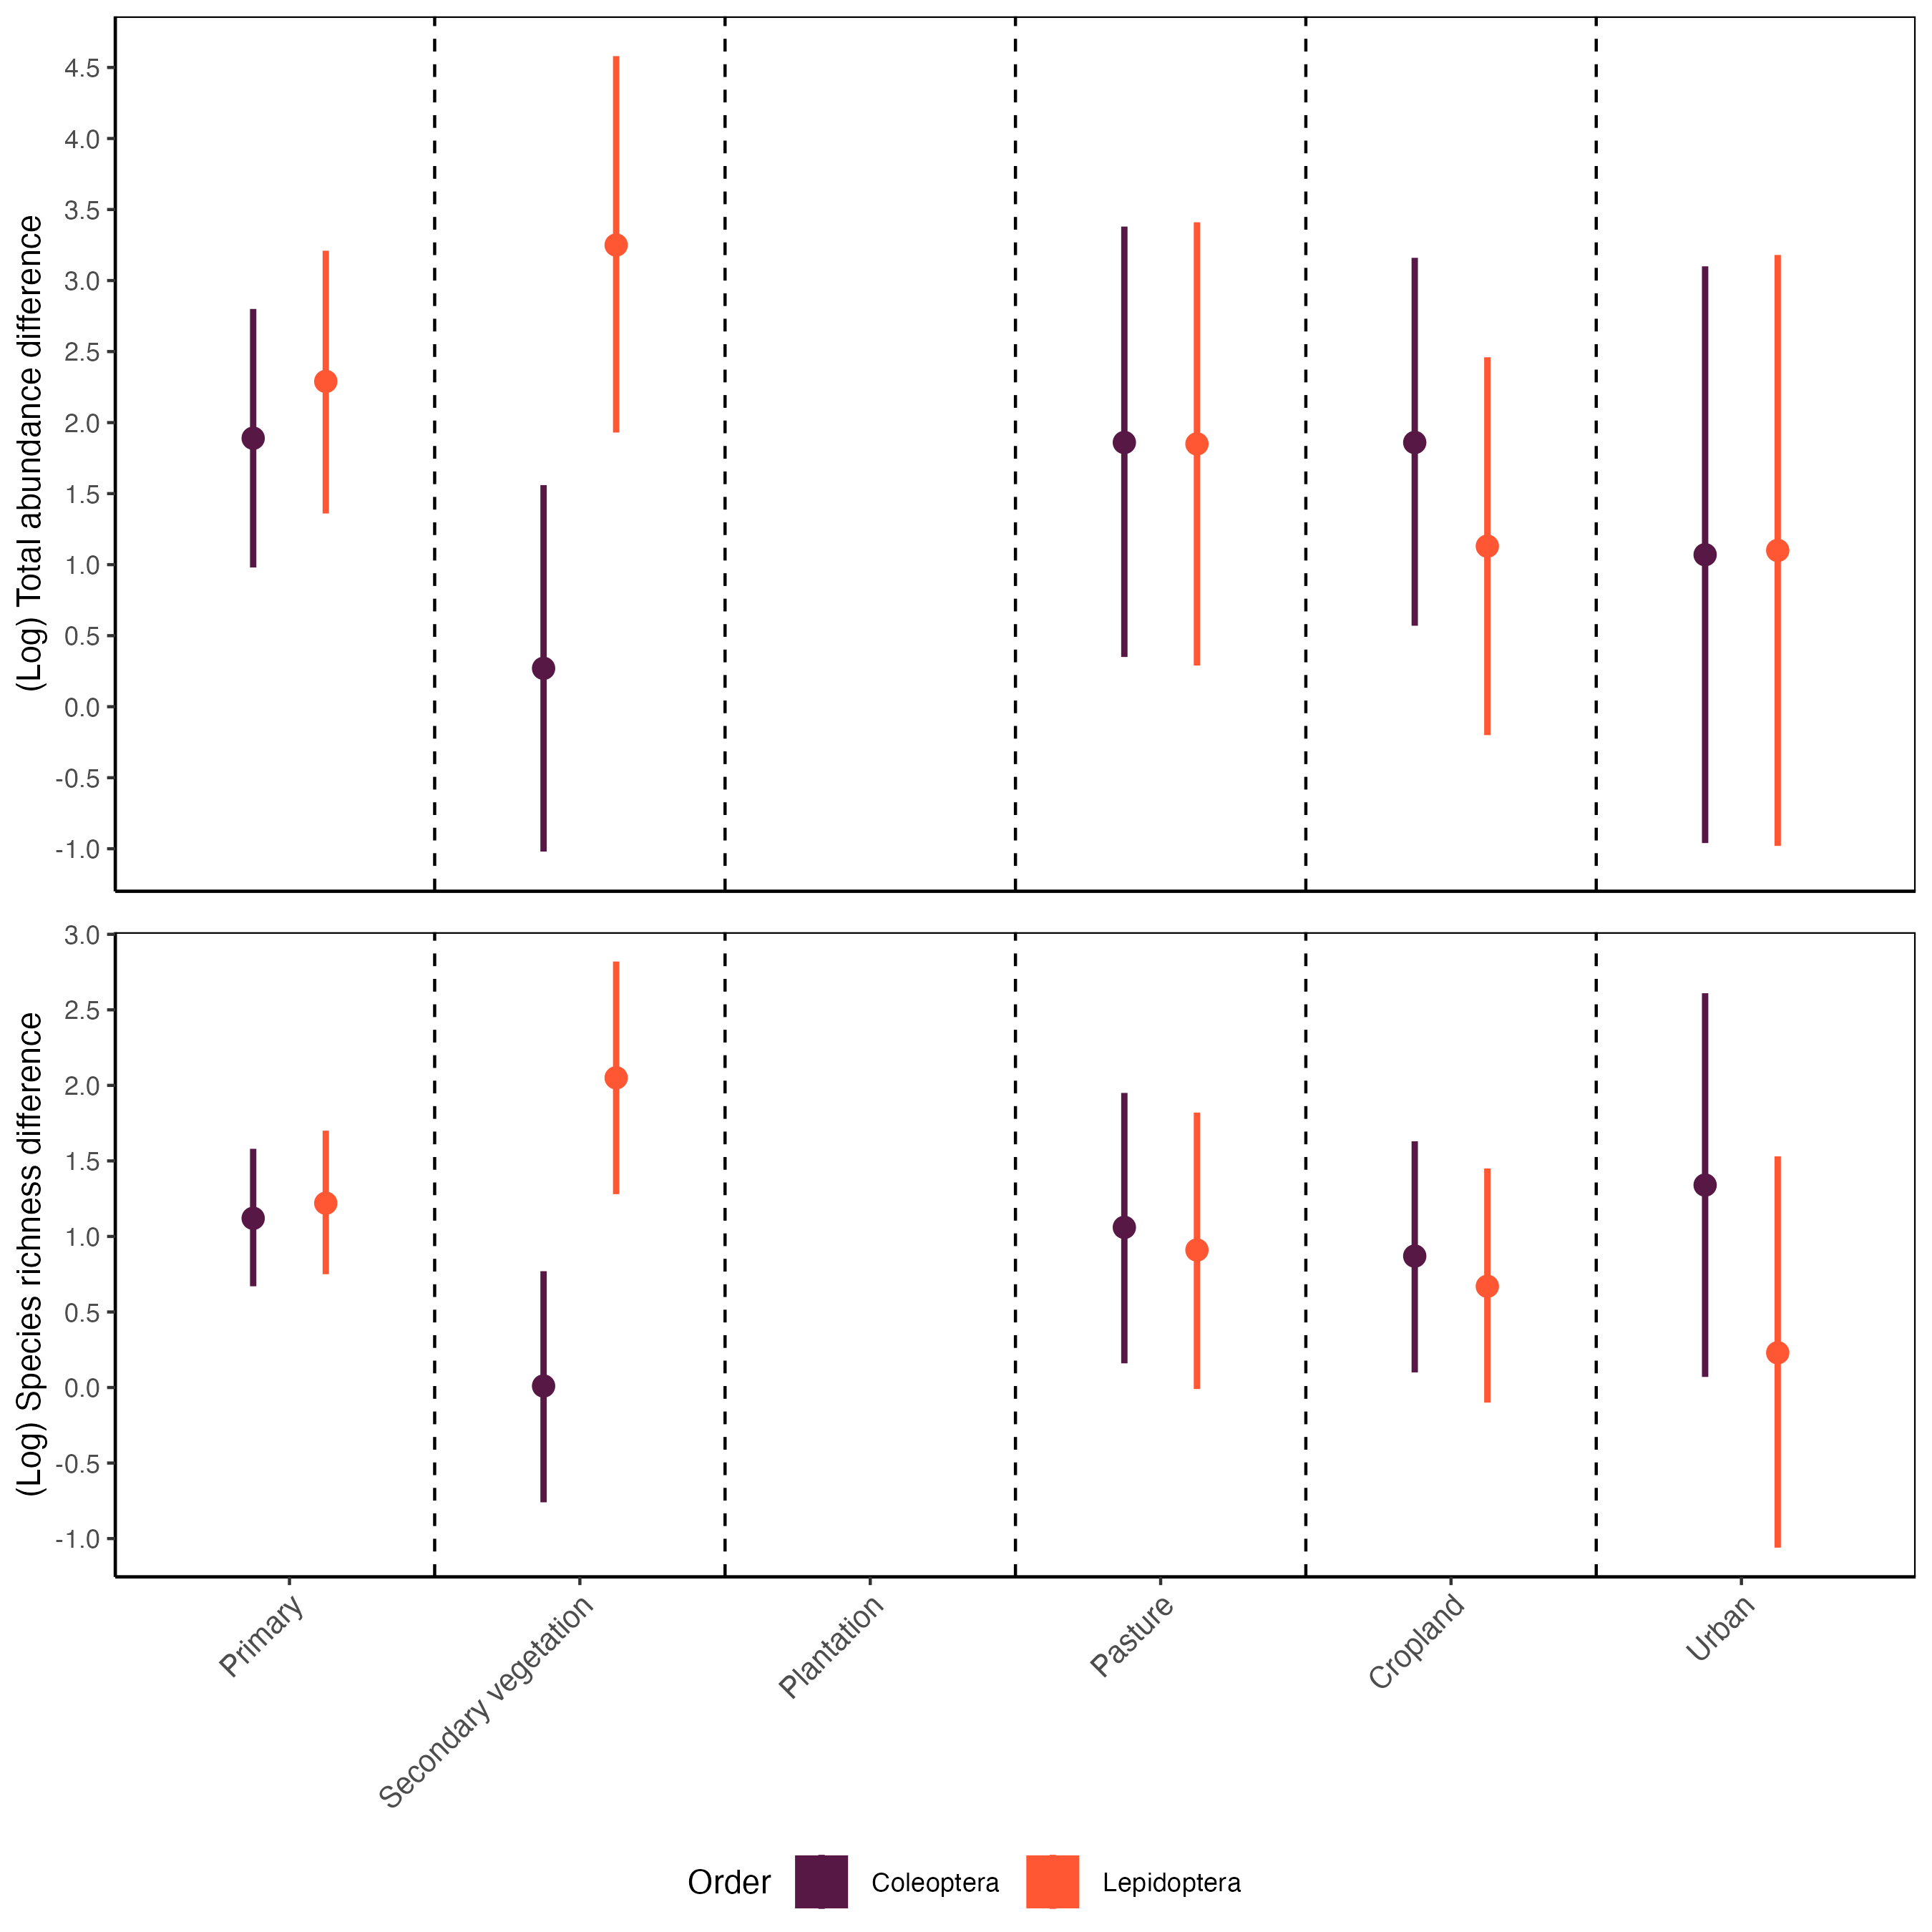 (Log) Total abundance difference
4.5
4.0
3.5
3.0
2.5
2.0
1.5
1.0
0.5
0.0
-0.5
-1.0
(Log) Species richness difference
3.0
2.5
2.0
1.5
1.0
0.5
0.0
-0.5
-1.0
Primary
Secondary vegetation
Plantation
Pasture
Cropland
Urban
Order Coleoptera Lepidoptera